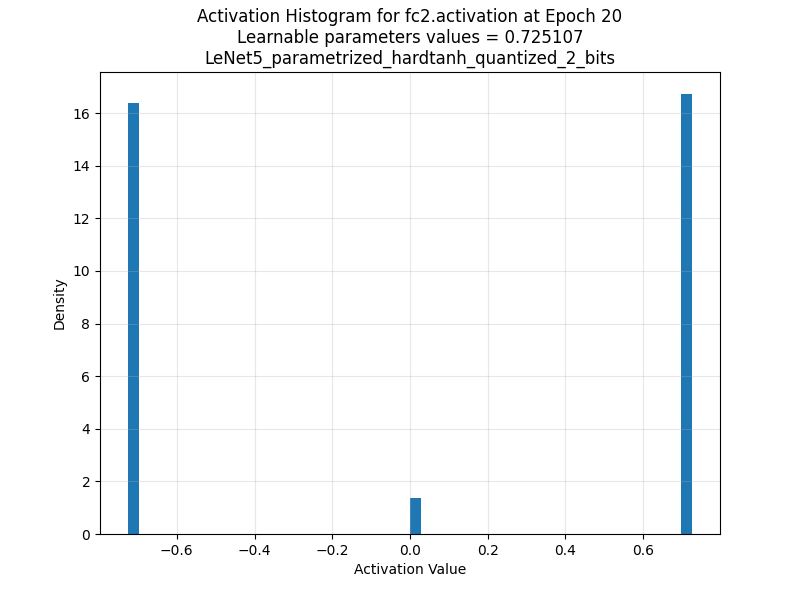 Activation Histogram for fc2.activation at Epoch 20
Learnable parameters values = 0.725107
LeNet5_parametrized_hardtanh_quantized_2_bits
16
14
12
10
8
6
4
2
0
Density
−0.6 −0.4 −0.2 0.0 0.2 0.4 0.6
Activation Value